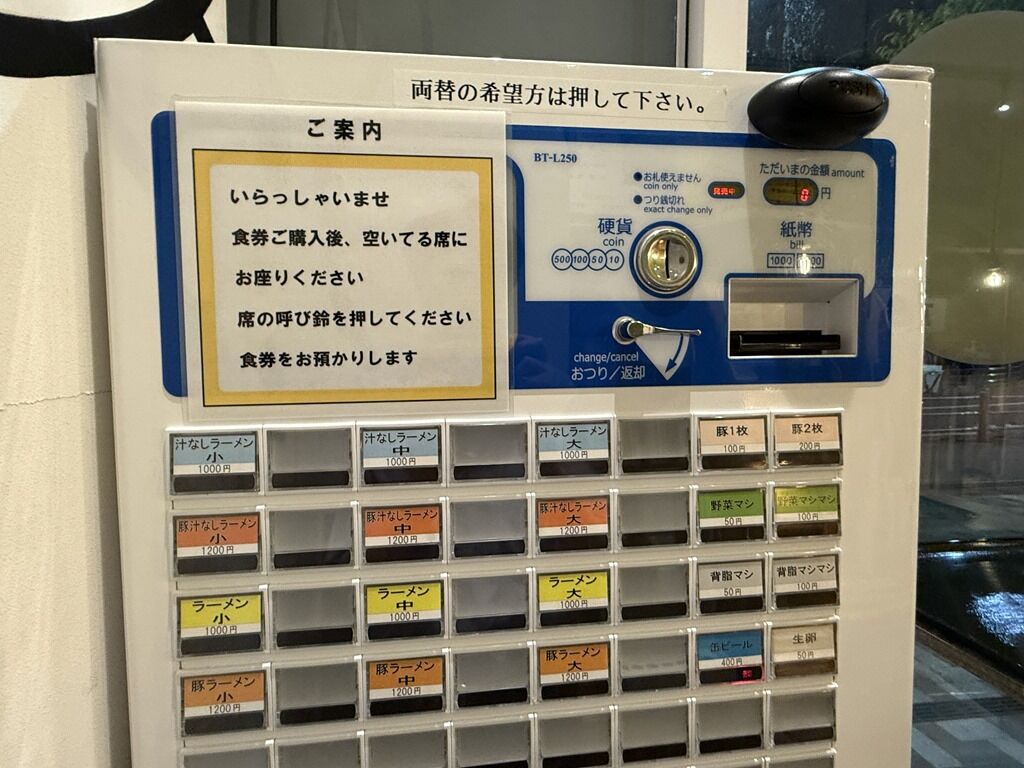 両替の希望方は押して下さい。
PUSH
ご案内
いらっしゃいませ
食券ご購入後、空いてる席に
お座りください
席の呼び鈴を押してください
食券をお預かりします
BT-L250
お札使えません
coin only
つり銭切れ
exact change only
発売中
ただいまの金額 amount
0 円
硬貨
coin
500 100 50 10
紙幣
bill
1000
change/cancel
おつり／返却
汁なしラーメン
小
1000円
汁なしラーメン
中
1000円
汁なしラーメン
大
1000円
豚1枚
100円
豚2枚
200円
豚汁なしラーメン
小
1200円
豚汁なしラーメン
中
1200円
豚汁なしラーメン
大
1200円
野菜マシ
50円
野菜マシマシ
100円
ラーメン
小
1000円
ラーメン
中
1000円
ラーメン
大
1000円
背脂マシ
50円
背脂マシマシ
100円
豚ラーメン
小
1200円
豚ラーメン
中
1200円
豚ラーメン
大
1200円
缶ビール
400円
生卵
50円